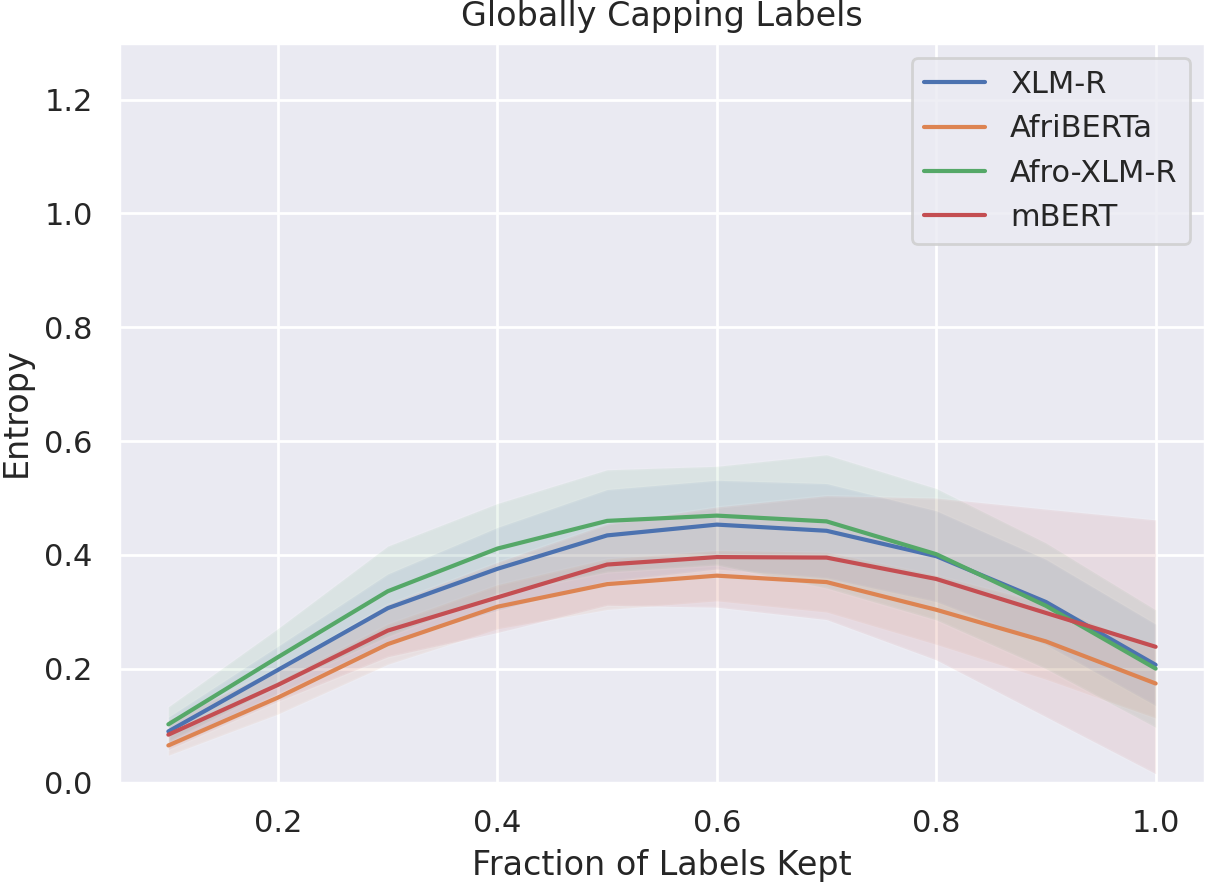 Globally Capping Labels
XLM-R
AfriBERTa
Afro-XLM-R
mBERT
Entropy
1.2
1.0
0.8
0.6
0.4
0.2
0.0
0.2 0.4 0.6 0.8 1.0
Fraction of Labels Kept